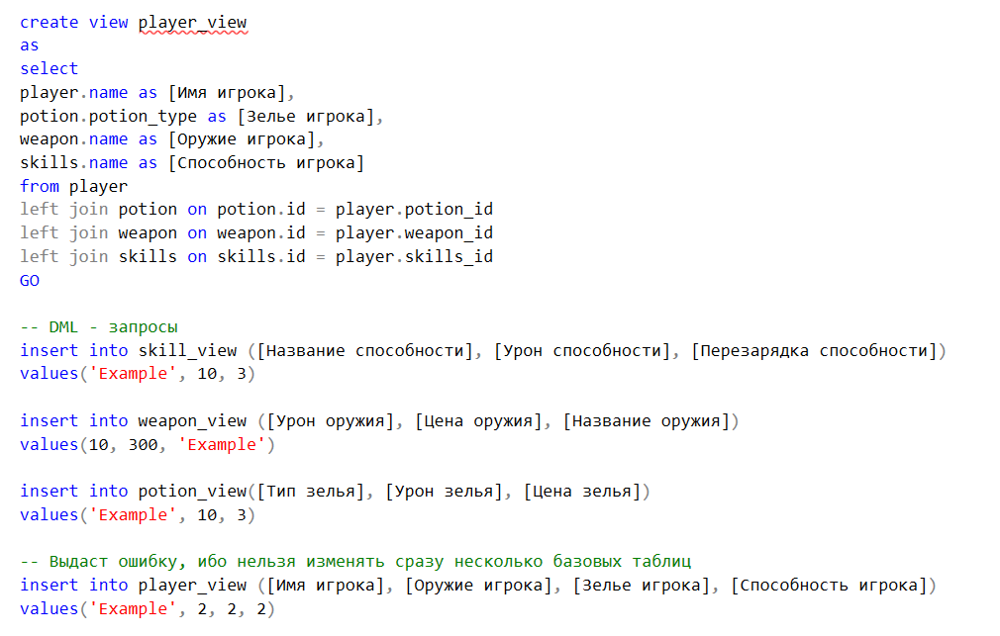 create view player_view
as
select
player.name as [Имя игрока],
potion.potion_type as [Зелье игрока],
weapon.name as [Оружие игрока],
skills.name as [Способность игрока]
from player
left join potion on potion.id = player.potion_id
left join weapon on weapon.id = player.weapon_id
left join skills on skills.id = player.skills_id
GO
-- DML - запросы
insert into skill_view ([Название способности], [Урон способности], [Перезарядка способности])
values('Example', 10, 3)
insert into weapon_view ([Урон оружия], [Цена оружия], [Название оружия])
values(10, 300, 'Example')
insert into potion_view([Тип зелья], [Урон зелья], [Цена зелья])
values('Example', 10, 3)
-- Выдаст ошибку, ибо нельзя изменять сразу несколько базовых таблиц
insert into player_view ([Имя игрока], [Оружие игрока], [Зелье игрока], [Способность игрока])
values('Example', 2, 2, 2)